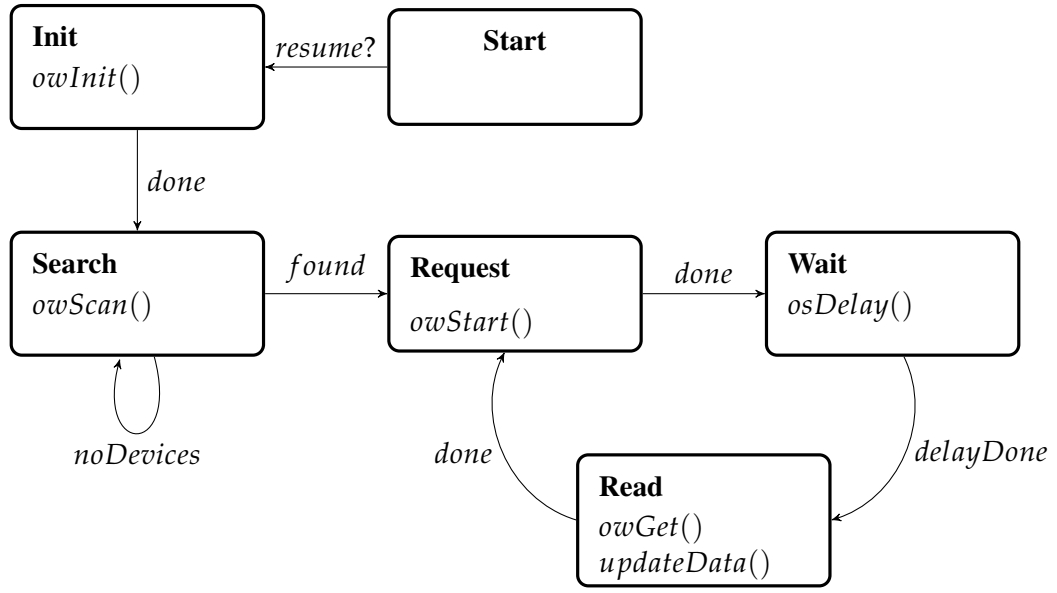 Init
owInit()
resume?
Start
done
Search
owScan()
found
Request
owStart()
done
Wait
osDelay()
noDevices
done
delayDone
Read
owGet()
updateData()